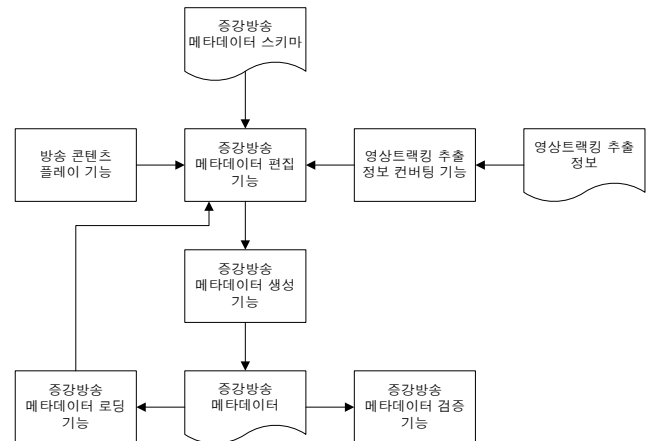 증강방송
메타데이터 스키마
방송 콘텐츠
플레이 기능
증강방송
메타데이터 편집
기능
영상트랙킹 추출
정보 컨버팅 기능
영상트랙킹 추출
정보
증강방송
메타데이터 생성
기능
증강방송
메타데이터 로딩
기능
증강방송
메타데이터
증강방송
메타데이터 검증
기능